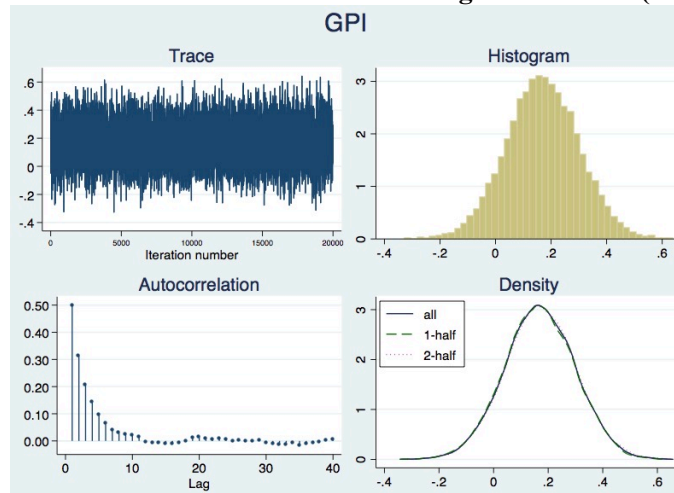 GPI
Trace
.6
.4
.2
0
-.2
-.4
0 5000 10000 15000 20000
Iteration number
Histogram
3
2
1
0
-.4 -.2 0 .2 .4 .6
Autocorrelation
0.50
0.40
0.30
0.20
0.10
0.00
0 10 20 30 40
Lag
Density
all
1-half
2-half
3
2
1
0
-.4 -.2 0 .2 .4 .6